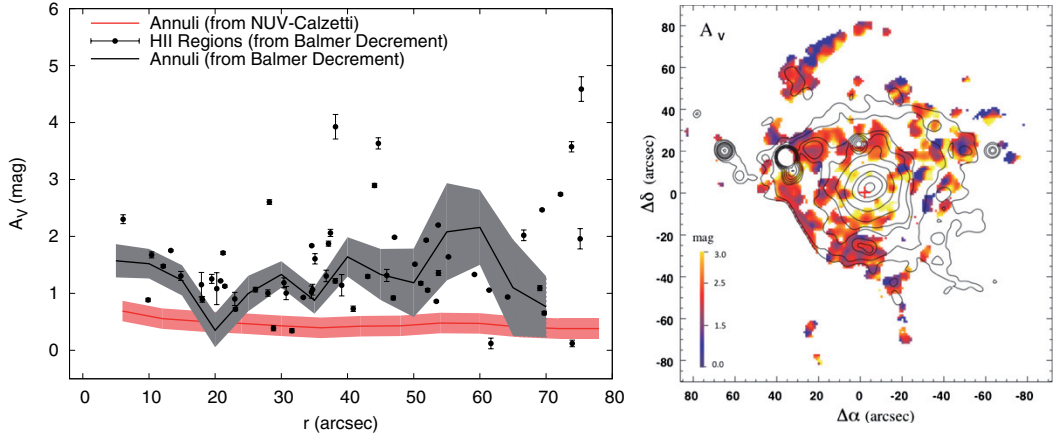 Annuli (from NUV-Calzetti)
HII Regions (from Balmer Decrement)
Annuli (from Balmer Decrement)
A_V (mag)
6
5
4
3
2
1
0
0 10 20 30 40 50 60 70 80
r (arcsec)
A_v
Δδ (arcsec)
80
60
40
20
0
-20
-40
-60
-80
mag
3.0
1.5
0.0
80 60 40 20 0 -20 -40 -60 -80
Δα (arcsec)